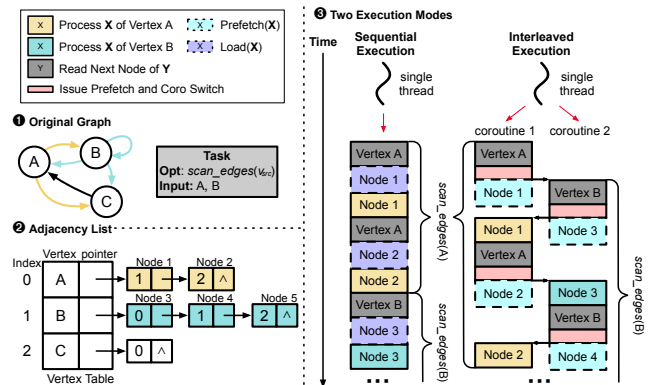 X Process X of Vertex A
X Prefetch(X)
X Process X of Vertex B
X Load(X)
Y Read Next Node of Y
Issue Prefetch and Coro Switch
❶ Original Graph
A
B
C
Task
Opt: scan_edges(vsrc)
Input: A, B
❷ Adjacency List
Vertex pointer
Index
Node 1 Node 2
0 A 1 2 ^
Node 3 Node 4 Node 5
1 B 0 1 2 ^
2 C 0 ^
Vertex Table
❸ Two Execution Modes
Time
Sequential
Execution
single
thread
Vertex A
Node 1
Node 1
Vertex A
Node 2
Node 2
Vertex B
Node 3
Node 3
...
scan_edges(A)
scan_edges(B)
Interleaved
Execution
single
thread
coroutine 1 coroutine 2
Vertex A
Node 1
Vertex B
Node 1
Node 3
Vertex A
Node 2
Node 3
Vertex B
Node 2
Node 4
...
scan_edges(B)